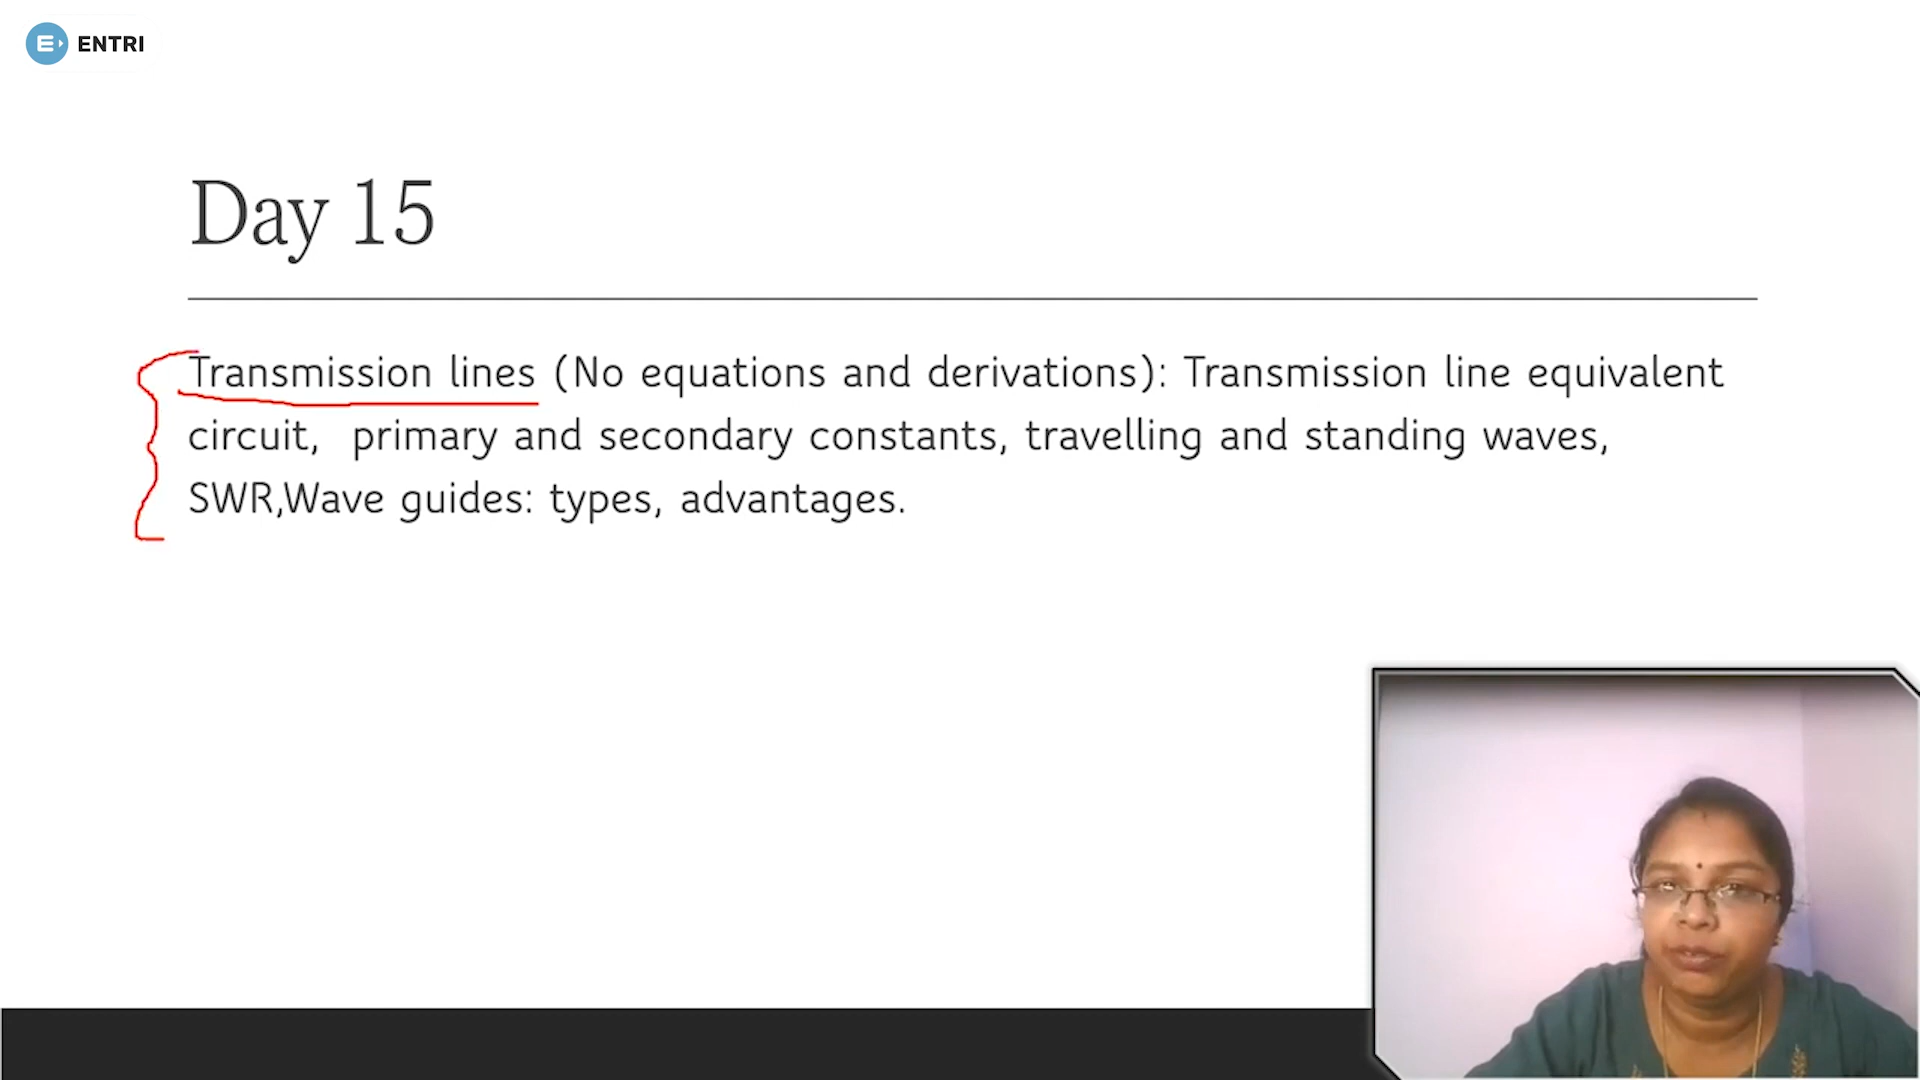 ENTRI
Day 15
Transmission lines (No equations and derivations): Transmission line equivalent
circuit,  primary and secondary constants, travelling and standing waves,
SWR,Wave guides: types, advantages.